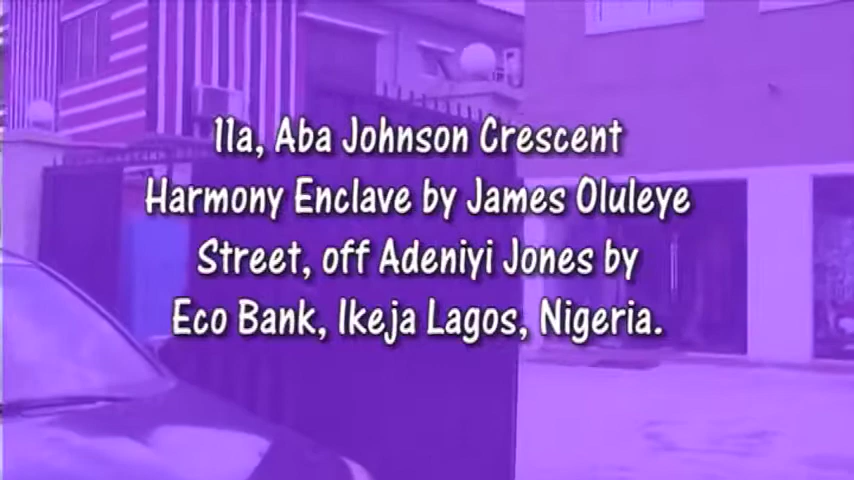 11a, Aba Johnson Crescent
Harmony Enclave by James Oluleye
Street, off Adeniyi Jones by
Eco Bank, Ikeja Lagos, Nigeria.